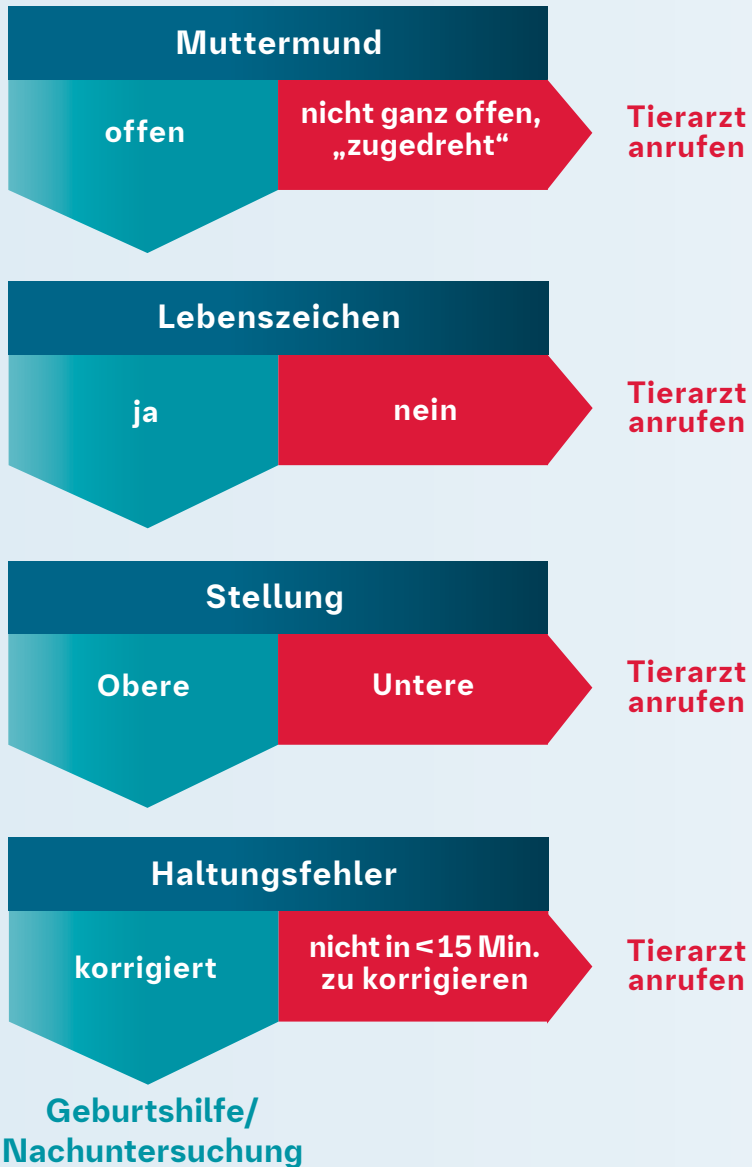 Muttermund
offen
nicht ganz offen,
„zugedreht“
Tierarzt
anrufen
Lebenszeichen
ja
nein
Tierarzt
anrufen
Stellung
Obere
Untere
Tierarzt
anrufen
Haltungsfehler
korrigiert
nicht in < 15 Min.
zu korrigieren
Tierarzt
anrufen
Geburtshilfe/
Nachuntersuchung